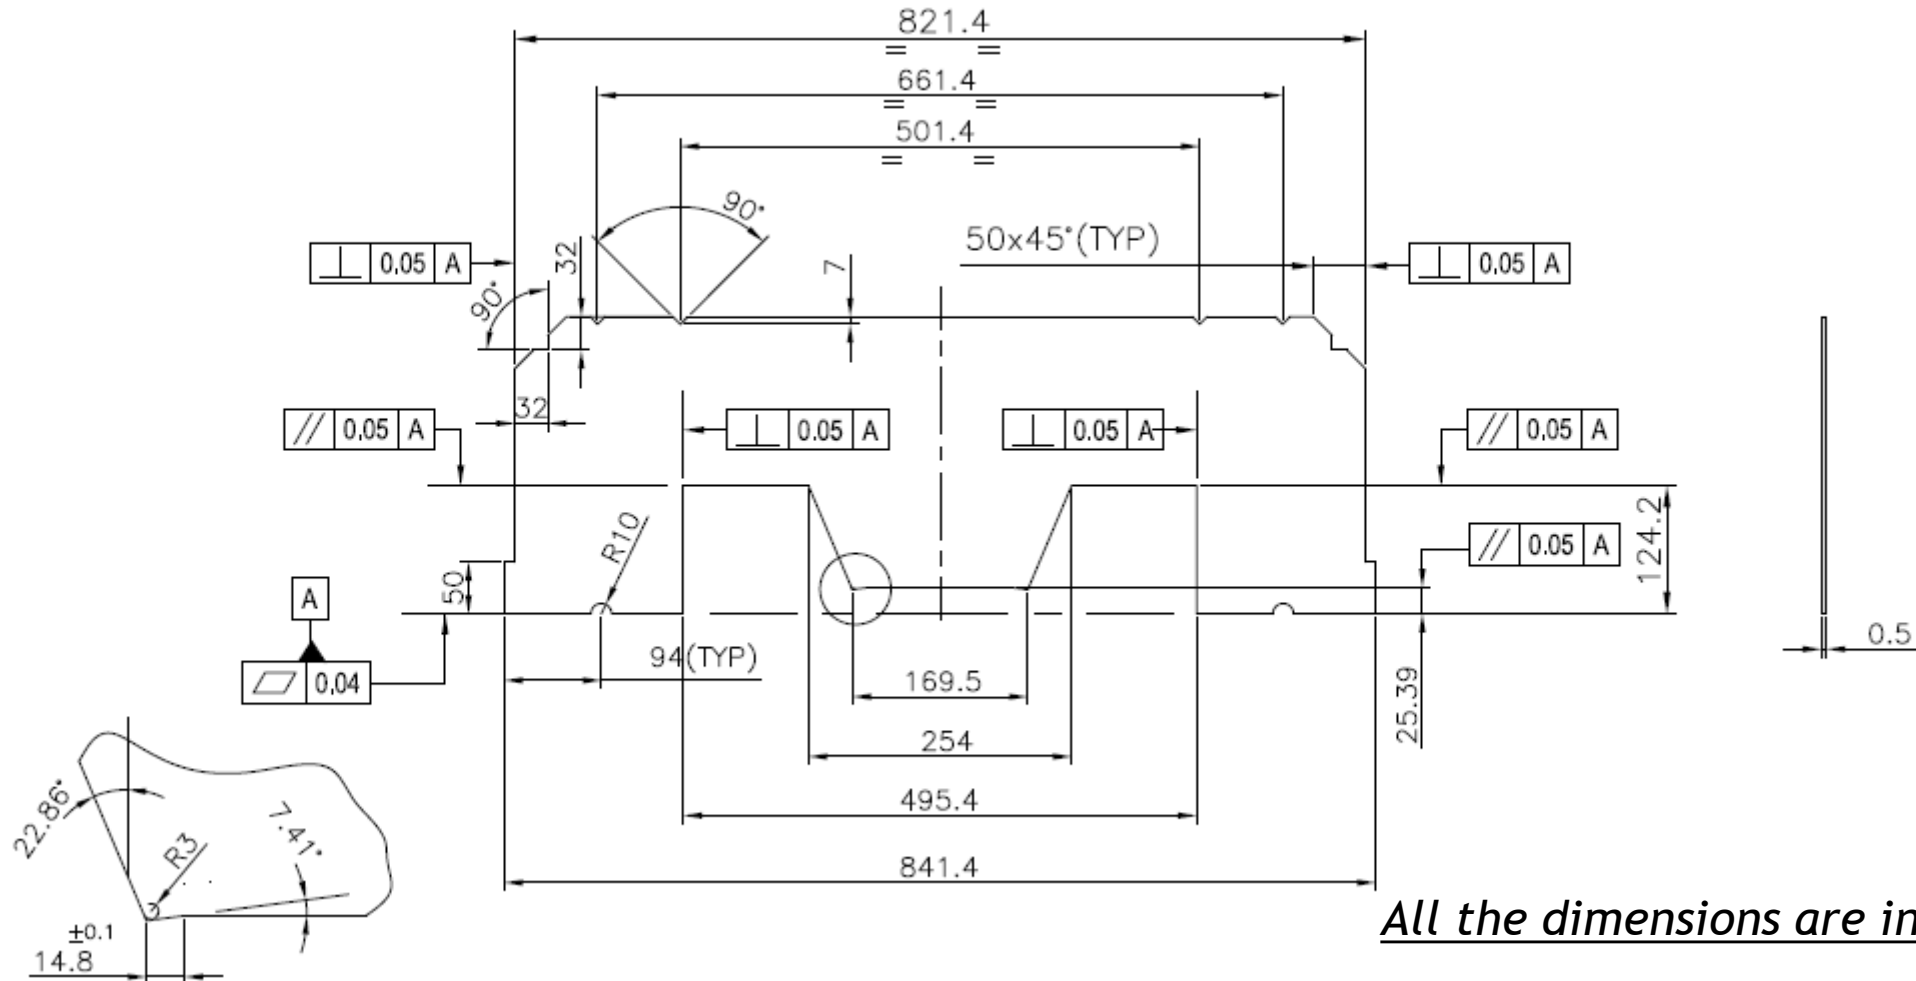 821.4
= =
661.4
= =
501.4
= =
90°
50x45°(TYP)
⊥ 0.05 A
32
7
⊥ 0.05 A
90°
32
// 0.05 A
⊥ 0.05 A
⊥ 0.05 A
// 0.05 A
R10
124.2
// 0.05 A
50
A
94(TYP)
⏥ 0.04
0.5
169.5
25.39
254
22.86°
R3
7.41°
495.4
841.4
±0.1
14.8
All the dimensions are in